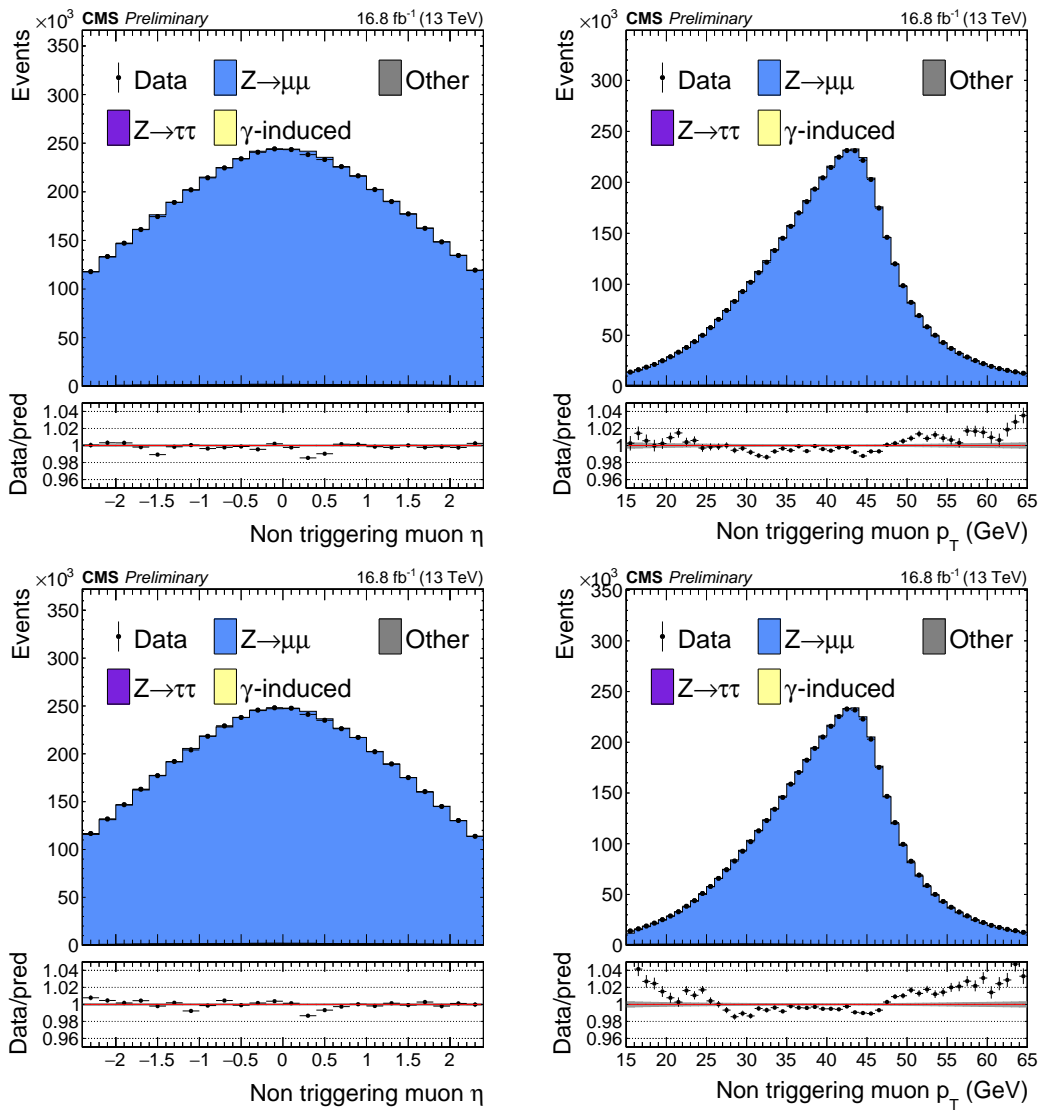 ×10³ CMS Preliminary 16.8 fb⁻¹ (13 TeV)
Events
350
300
250
200
150
100
50
0
Data Z→μμ Other
Z→ττ γ-induced
Data/pred
1.04
1.02
1
0.98
0.96
−2 −1.5 −1 −0.5 0 0.5 1 1.5 2
Non triggering muon η
×10³ CMS Preliminary 16.8 fb⁻¹ (13 TeV)
Events
300
250
200
150
100
50
0
Data Z→μμ Other
Z→ττ γ-induced
Data/pred
1.04
1.02
1
0.98
0.96
15 20 25 30 35 40 45 50 55 60 65
Non triggering muon p_T (GeV)
×10³ CMS Preliminary 16.8 fb⁻¹ (13 TeV)
Events
350
300
250
200
150
100
50
0
Data Z→μμ Other
Z→ττ γ-induced
Data/pred
1.04
1.02
1
0.98
0.96
−2 −1.5 −1 −0.5 0 0.5 1 1.5 2
Non triggering muon η
×10³ CMS Preliminary 16.8 fb⁻¹ (13 TeV)
Events
350
300
250
200
150
100
50
0
Data Z→μμ Other
Z→ττ γ-induced
Data/pred
1.04
1.02
1
0.98
0.96
15 20 25 30 35 40 45 50 55 60 65
Non triggering muon p_T (GeV)